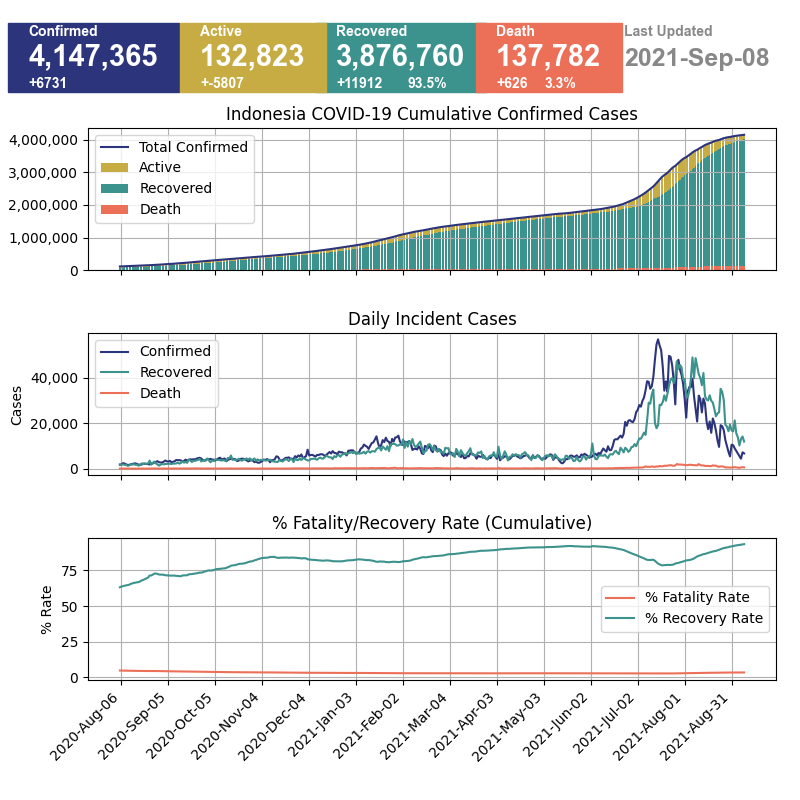 Confirmed
4,147,365
+6731
Active
132,823
+-5807
Recovered
3,876,760
+11912 93.5%
Death
137,782
+626 3.3%
Last Updated
2021-Sep-08
Indonesia COVID-19 Cumulative Confirmed Cases
4,000,000
3,000,000
2,000,000
1,000,000
0
Total Confirmed
Active
Recovered
Death
Daily Incident Cases
Cases
40,000
20,000
0
Confirmed
Recovered
Death
% Fatality/Recovery Rate (Cumulative)
% Rate
75
50
25
0
% Fatality Rate
% Recovery Rate
2020-Aug-06
2020-Sep-05
2020-Oct-05
2020-Nov-04
2020-Dec-04
2021-Jan-03
2021-Feb-02
2021-Mar-04
2021-Apr-03
2021-May-03
2021-Jun-02
2021-Jul-02
2021-Aug-01
2021-Aug-31